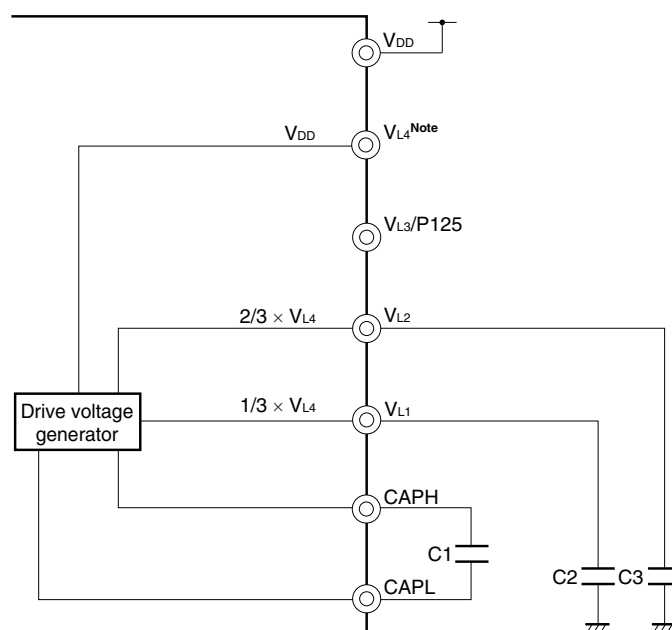 VDD
VDD VL4Note
VL3/P125
2/3 × VL4 VL2
1/3 × VL4 VL1
Drive voltage
generator
CAPH
C1
C2 C3
CAPL